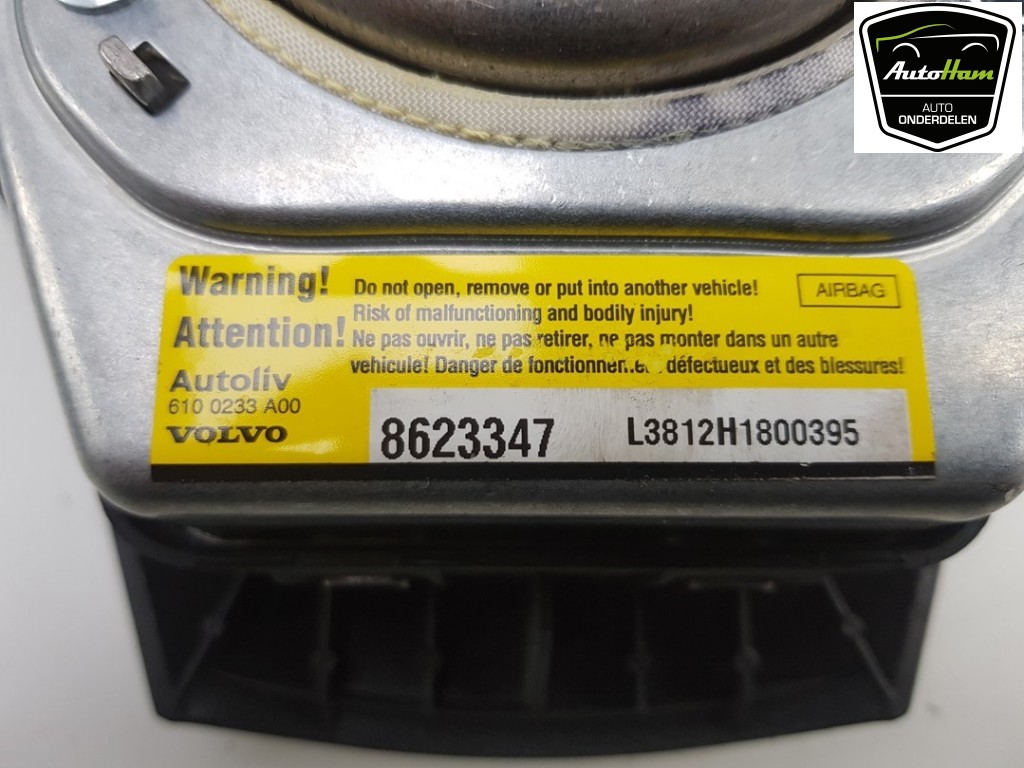 AutoHam
AUTO
ONDERDELEN
Warning!
Do not open, remove or put into another vehicle!
AIRBAG
Risk of malfunctioning and bodily injury!
Attention!
Ne pas ouvrir, ne pas retirer, ne pas monter dans un autre
vehicule! Danger de défectueux et des blessures!
Autoliv
610 0233 A00
VOLVO
8623347
L3812H1800395